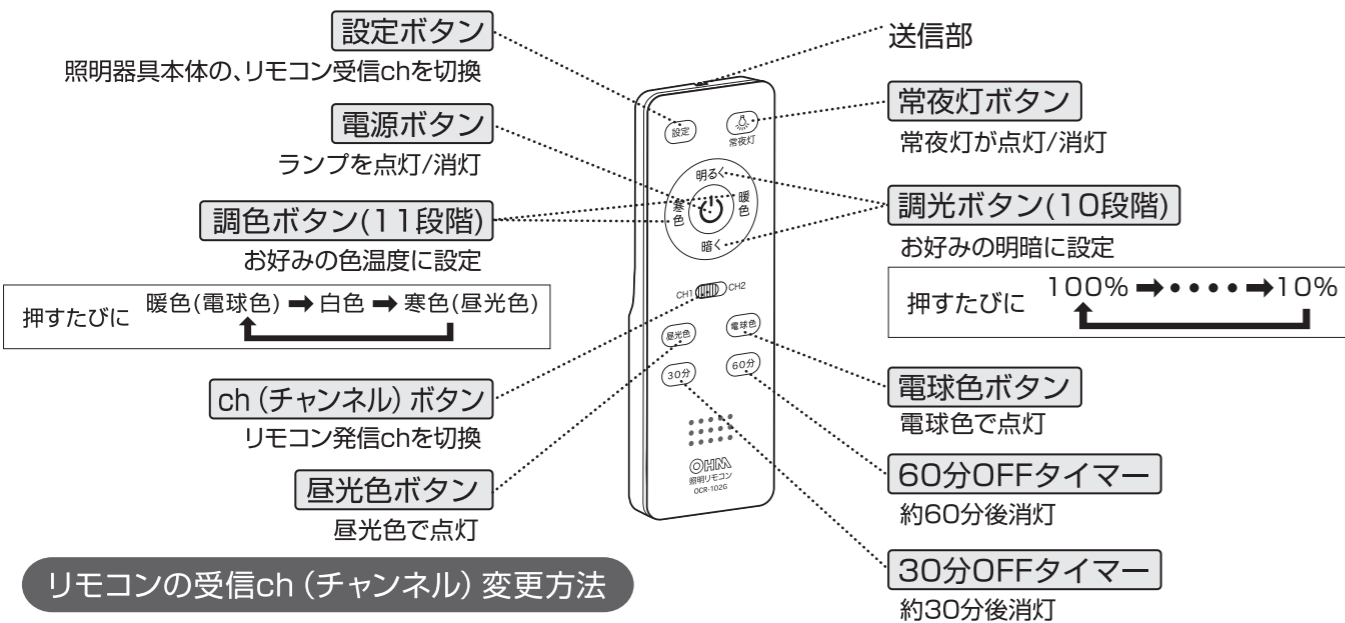 設定ボタン
照明器具本体の、リモコン受信chを切換
電源ボタン
ランプを点灯/消灯
調色ボタン(11段階)
お好みの色温度に設定
押すたびに 暖色(電球色) ➡ 白色 ➡ 寒色(昼光色)
ch (チャンネル) ボタン
リモコン発信chを切換
昼光色ボタン
昼光色で点灯
設定
常夜灯
明るく
寒色
暖色
暗く
CH1 CH2
昼光色 電球色
30分 60分
OHM
照明リモコン
OCR-102G
送信部
常夜灯ボタン
常夜灯が点灯/消灯
調光ボタン(10段階)
お好みの明暗に設定
押すたびに 100% ➡ •••• ➡ 10%
電球色ボタン
電球色で点灯
60分OFFタイマー
約60分後消灯
30分OFFタイマー
約30分後消灯
リモコンの受信ch (チャンネル) 変更方法